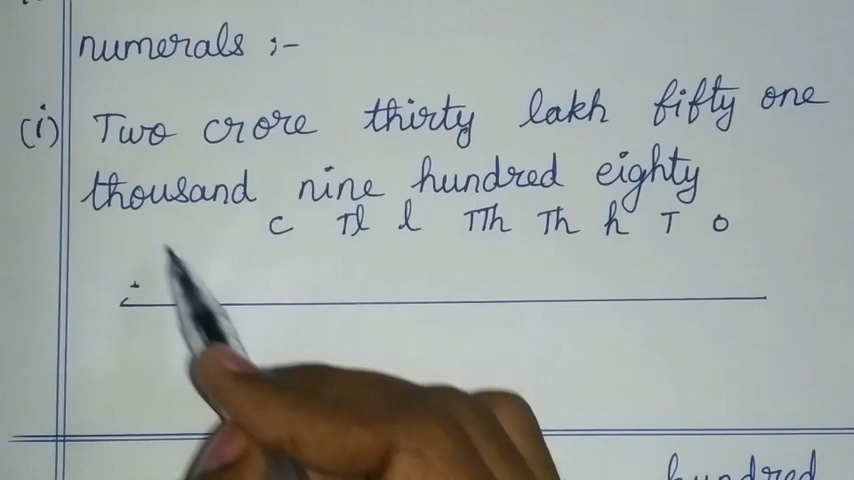 numerals :-
(i) Two crore thirty lakh fifty one
thousand nine hundred eighty
C Tl l TTh Th h T O
hundred